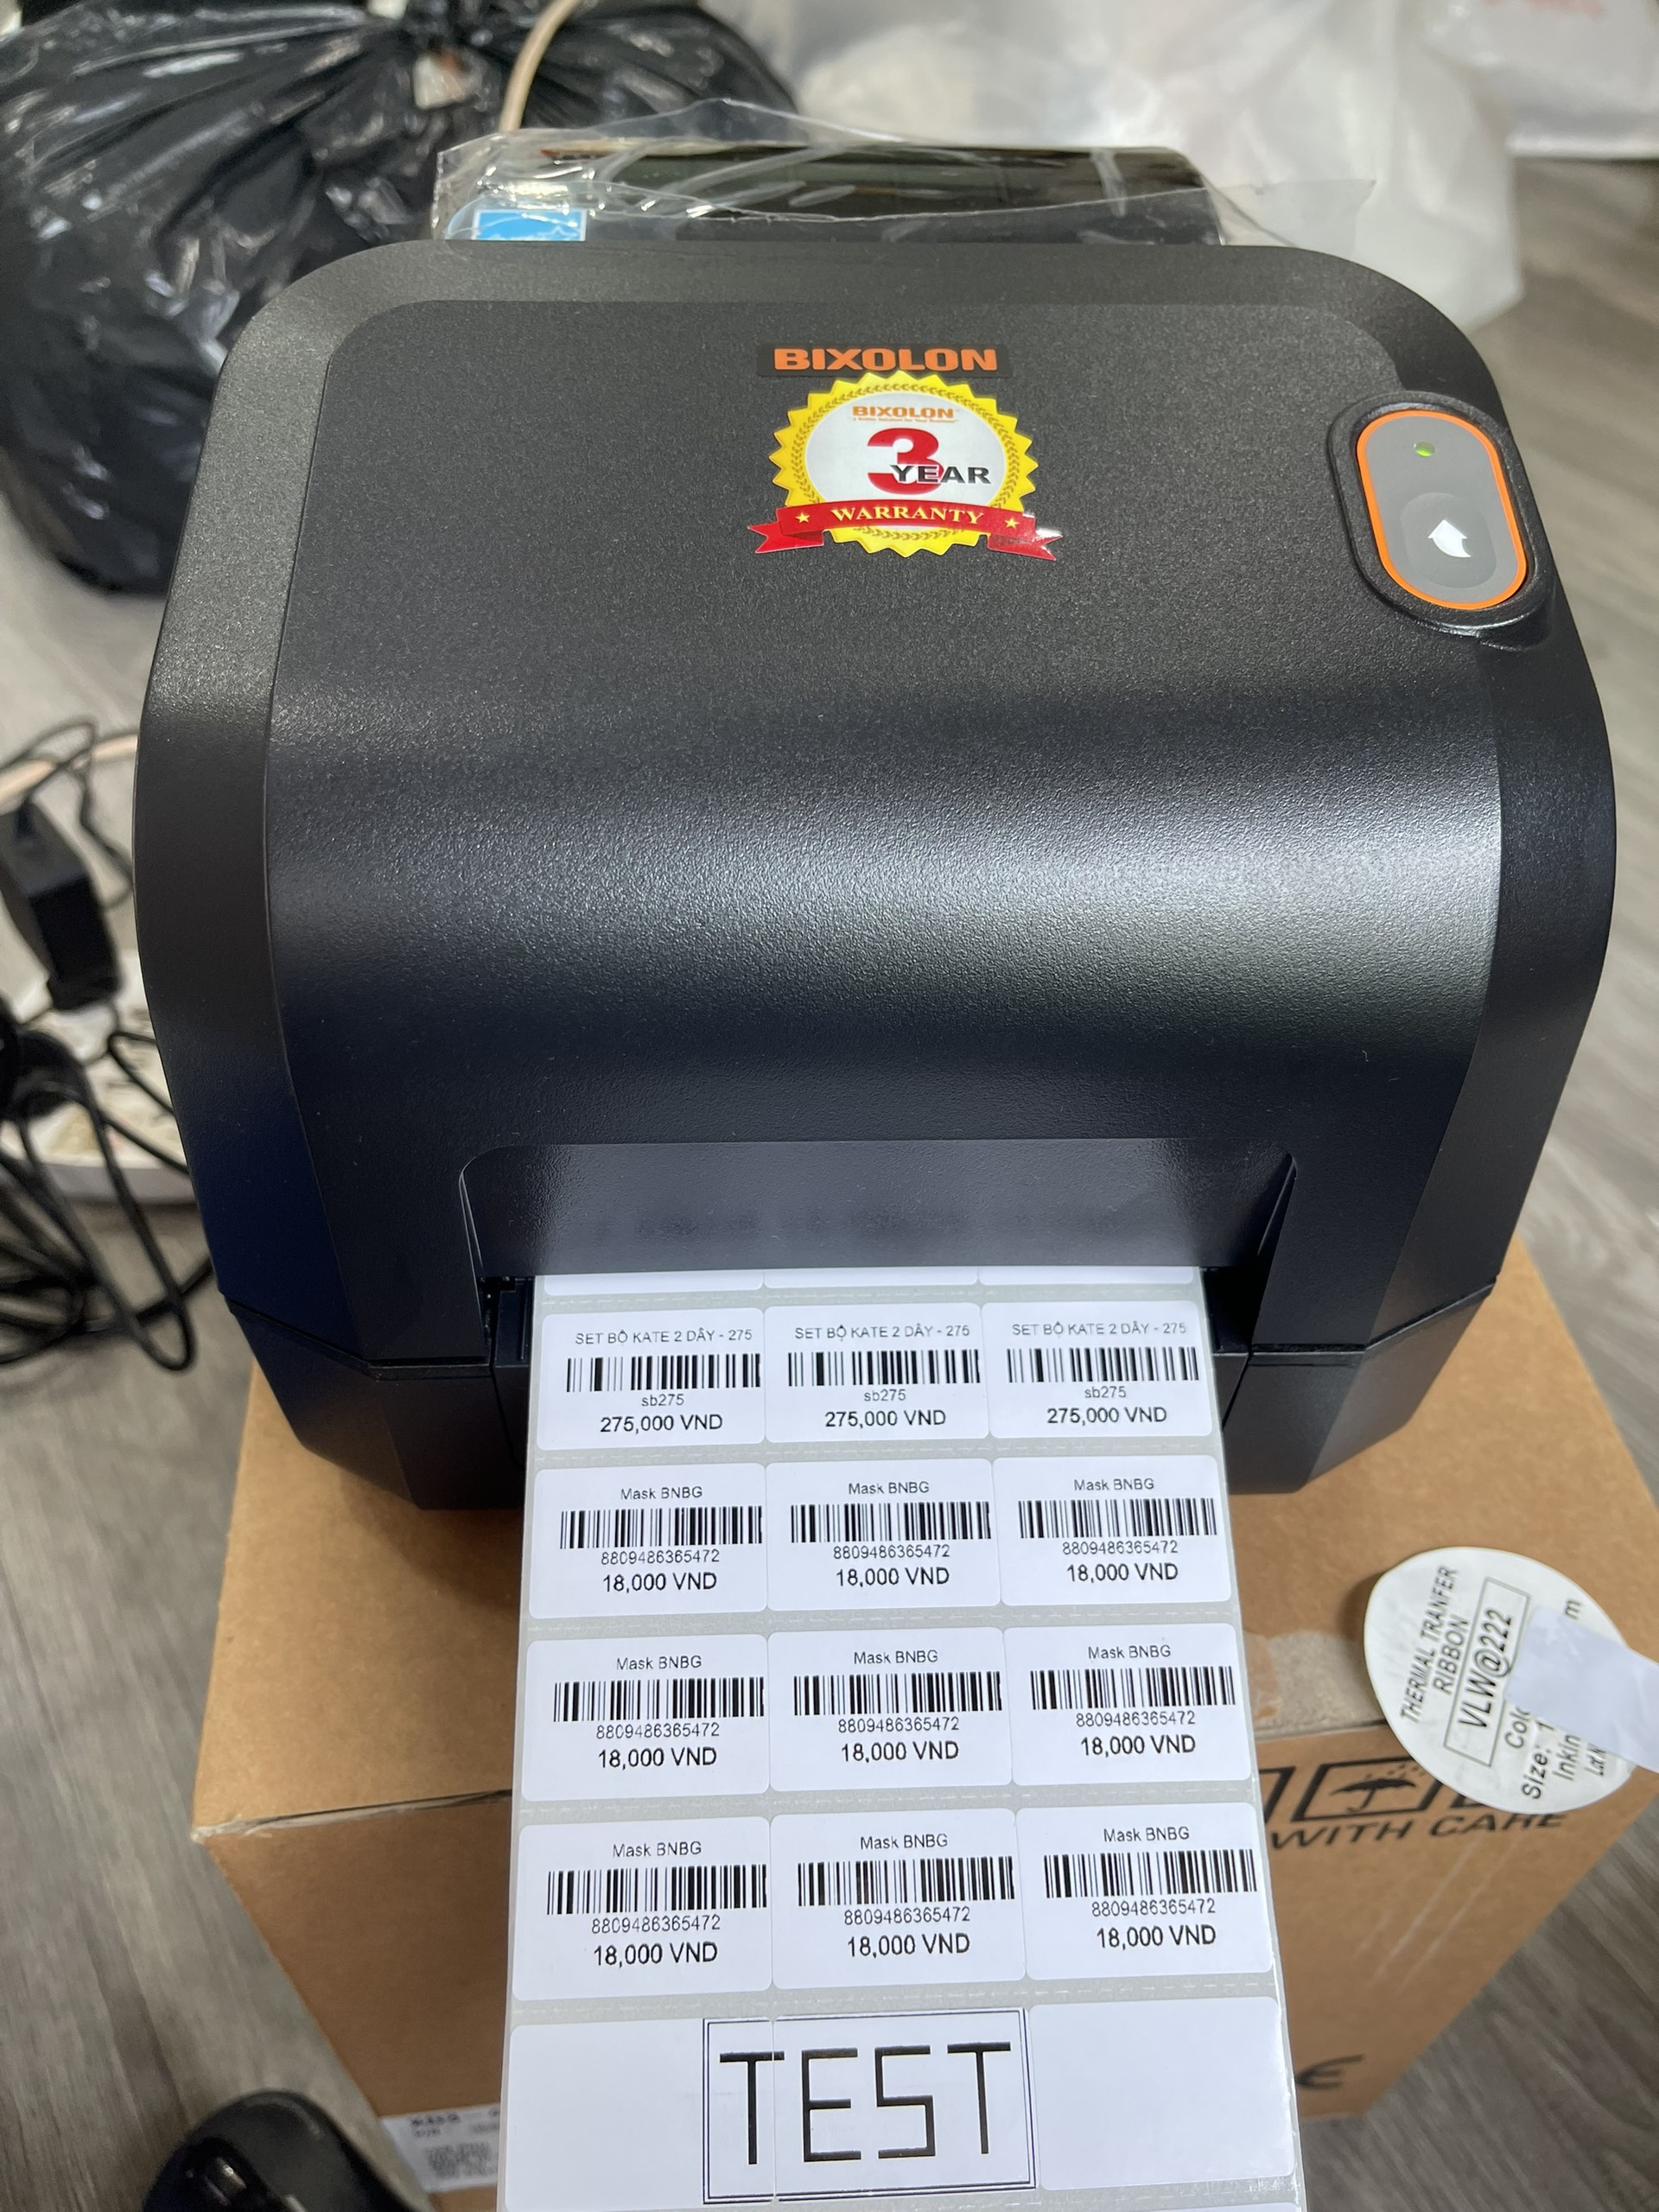 BIXOLON
BIXOLON
3
YEAR
WARRANTY
SET BỘ KATE 2 DÂY - 275
sb275
275,000 VND
SET BỘ KATE 2 DÂY - 275
sb275
275,000 VND
SET BỘ KATE 2 DÂY - 275
sb275
275,000 VND
Mask BNBG
8809486365472
18,000 VND
Mask BNBG
8809486365472
18,000 VND
Mask BNBG
8809486365472
18,000 VND
Mask BNBG
8809486365472
18,000 VND
Mask BNBG
8809486365472
18,000 VND
Mask BNBG
8809486365472
18,000 VND
Mask BNBG
8809486365472
18,000 VND
Mask BNBG
8809486365472
18,000 VND
Mask BNBG
8809486365472
18,000 VND
TEST
THERMAL TRANFER
RIBBON
VLW@222
Size:
WITH CARE